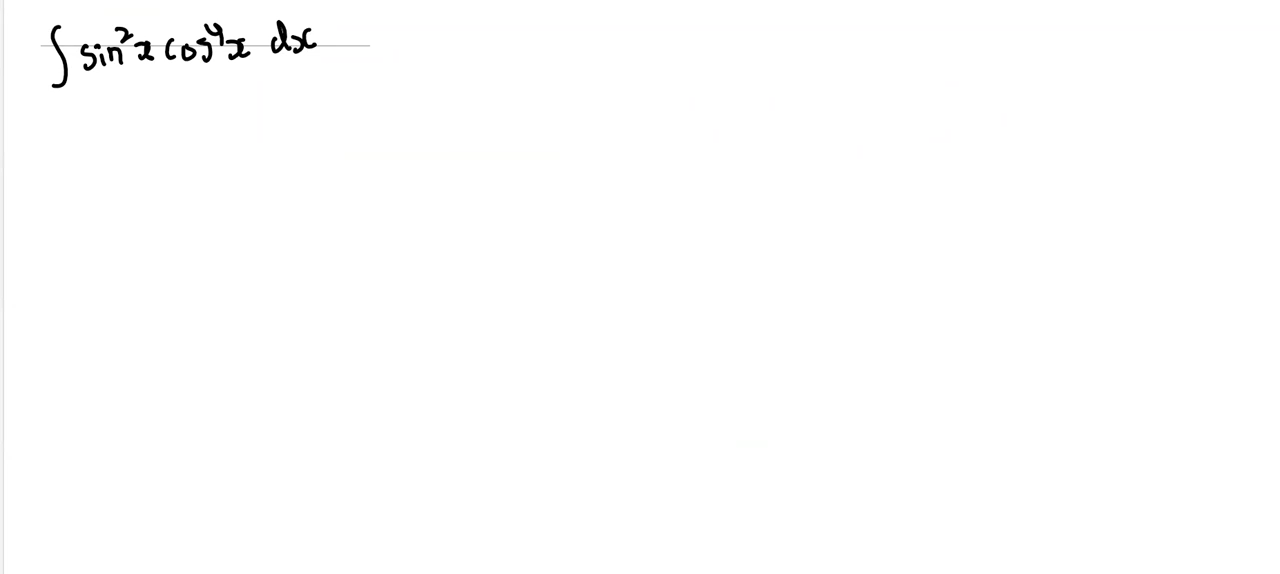 ∫ sin²x cos⁴x dx